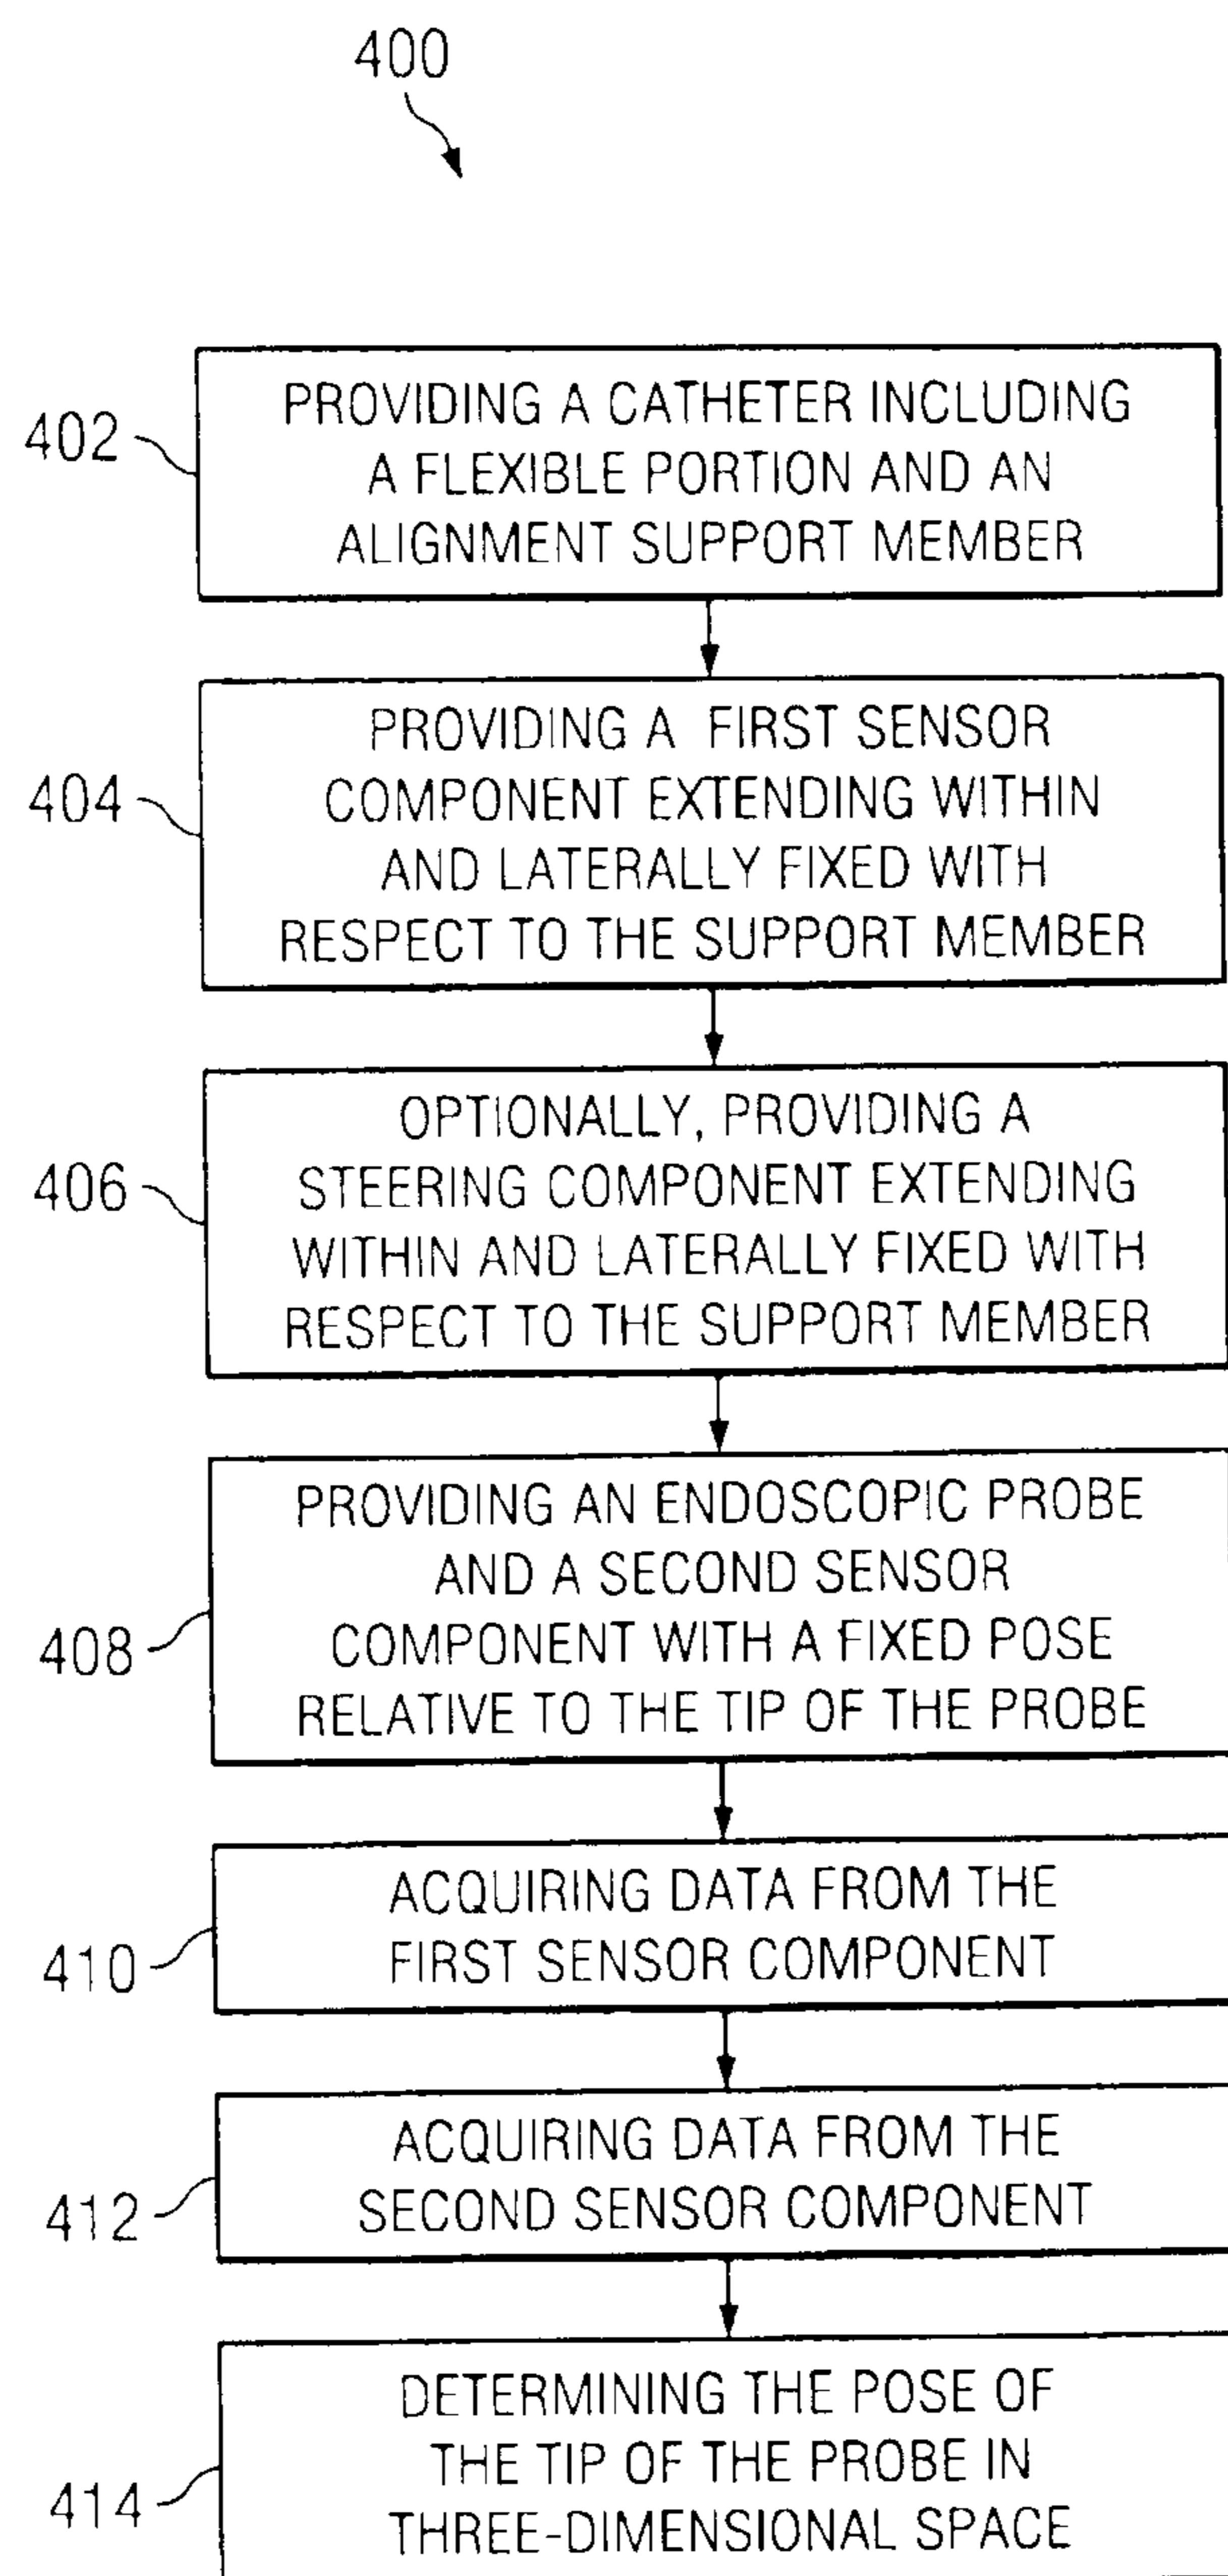 400
402
PROVIDING A CATHETER INCLUDING
A FLEXIBLE PORTION AND AN
ALIGNMENT SUPPORT MEMBER
404
PROVIDING A FIRST SENSOR
COMPONENT EXTENDING WITHIN
AND LATERALLY FIXED WITH
RESPECT TO THE SUPPORT MEMBER
406
OPTIONALLY, PROVIDING A
STEERING COMPONENT EXTENDING
WITHIN AND LATERALLY FIXED WITH
RESPECT TO THE SUPPORT MEMBER
408
PROVIDING AN ENDOSCOPIC PROBE
AND A SECOND SENSOR
COMPONENT WITH A FIXED POSE
RELATIVE TO THE TIP OF THE PROBE
410
ACQUIRING DATA FROM THE
FIRST SENSOR COMPONENT
412
ACQUIRING DATA FROM THE
SECOND SENSOR COMPONENT
414
DETERMINING THE POSE OF
THE TIP OF THE PROBE IN
THREE-DIMENSIONAL SPACE